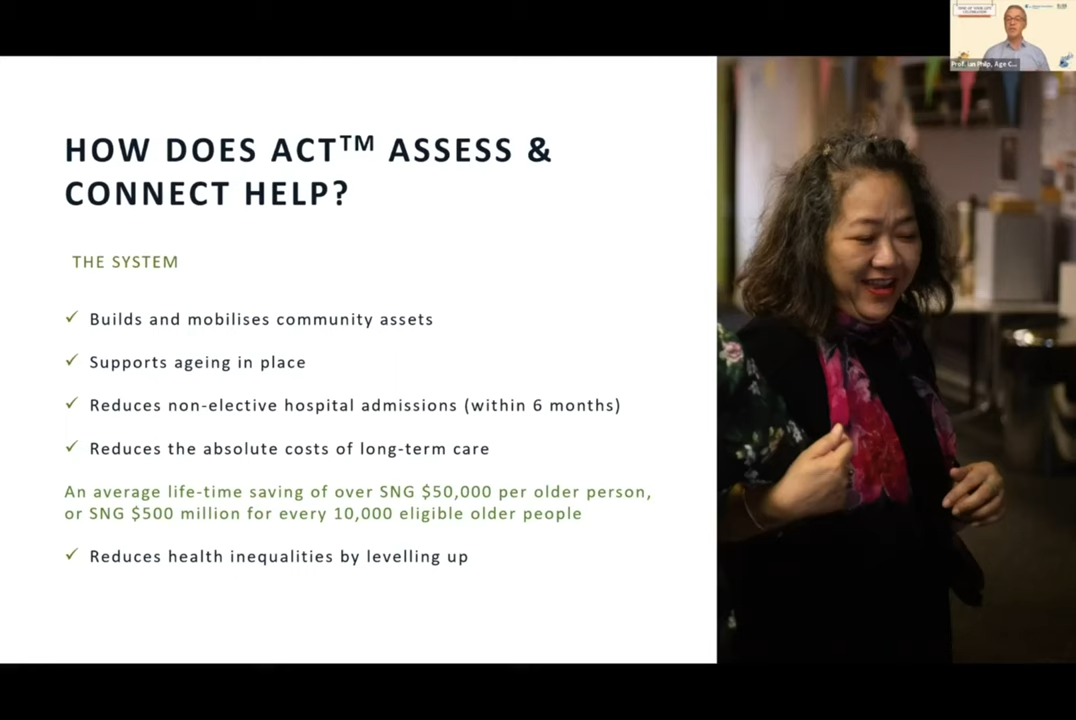 Prof. Ian Philp, Age C...
HOW DOES ACT™ ASSESS &
CONNECT HELP?
THE SYSTEM
✓ Builds and mobilises community assets
✓ Supports ageing in place
✓ Reduces non-elective hospital admissions (within 6 months)
✓ Reduces the absolute costs of long-term care
An average life-time saving of over SNG $50,000 per older person,
or SNG $500 million for every 10,000 eligible older people
✓ Reduces health inequalities by levelling up